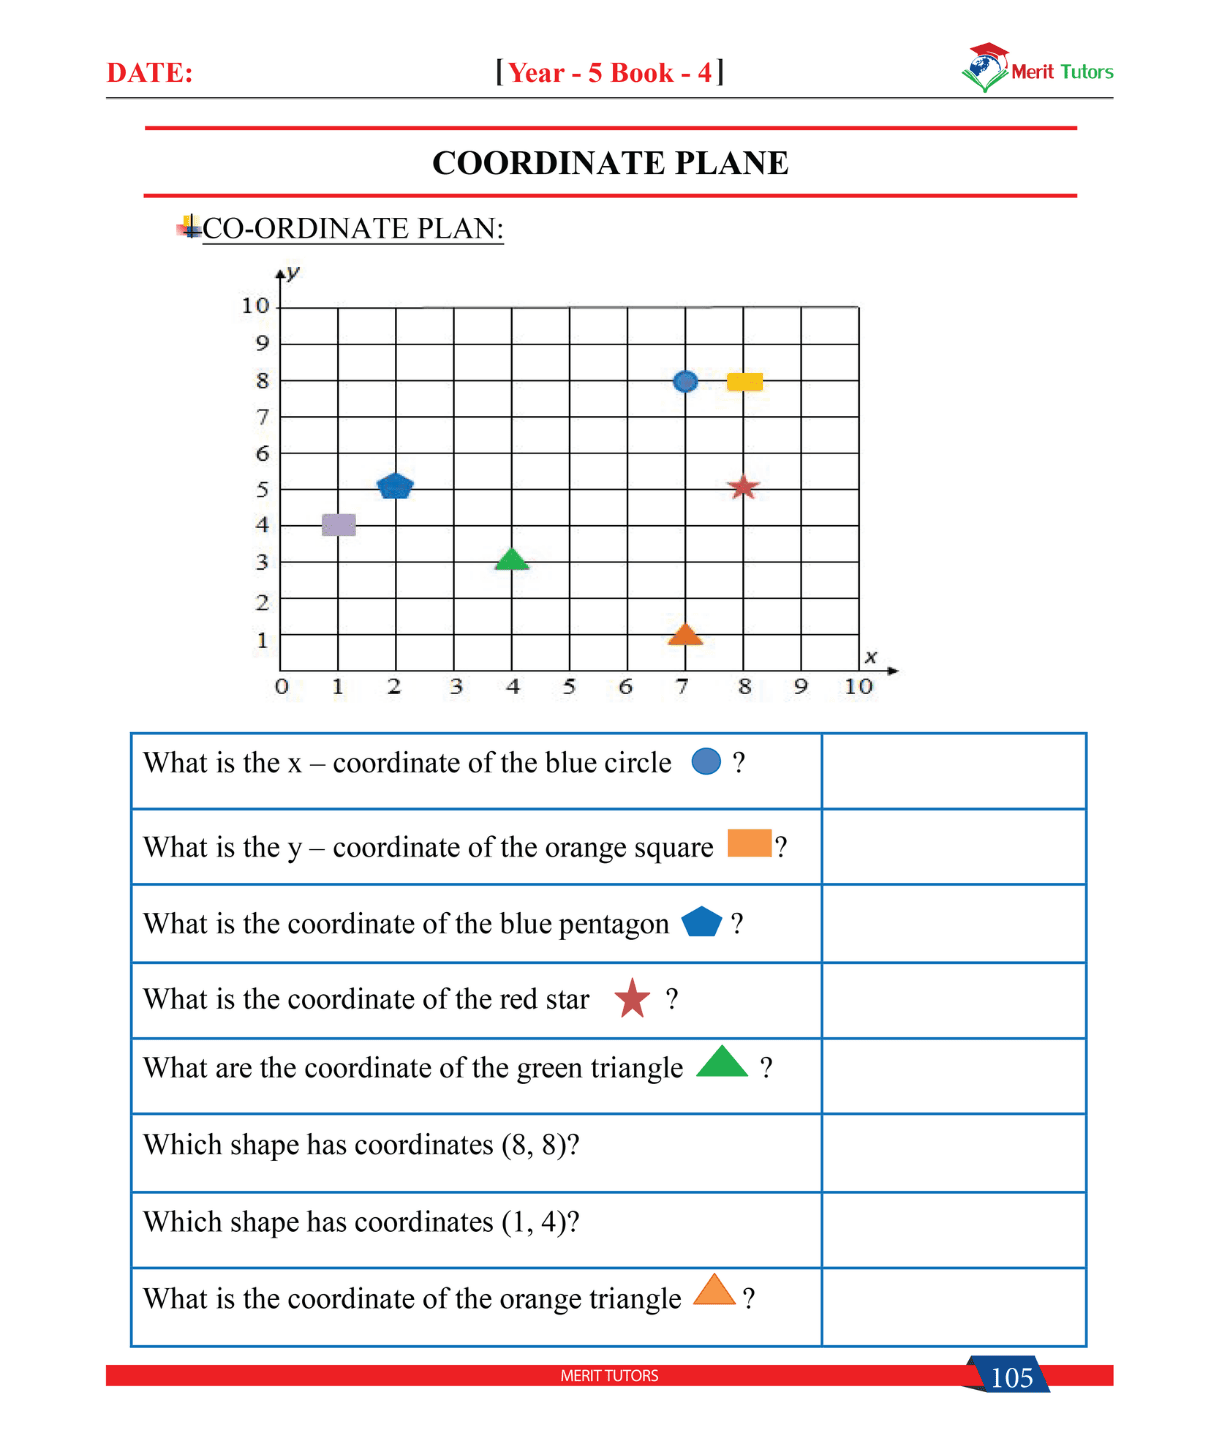 DATE:
[ Year - 5 Book - 4 ]
Merit Tutors
COORDINATE PLANE
CO-ORDINATE PLAN:
y
10
9
8
7
6
5
4
3
2
1
x
0 1 2 3 4 5 6 7 8 9 10
What is the x – coordinate of the blue circle ?
What is the y – coordinate of the orange square ?
What is the coordinate of the blue pentagon ?
What is the coordinate of the red star ?
What are the coordinate of the green triangle ?
Which shape has coordinates (8, 8)?
Which shape has coordinates (1, 4)?
What is the coordinate of the orange triangle ?
MERIT TUTORS
105